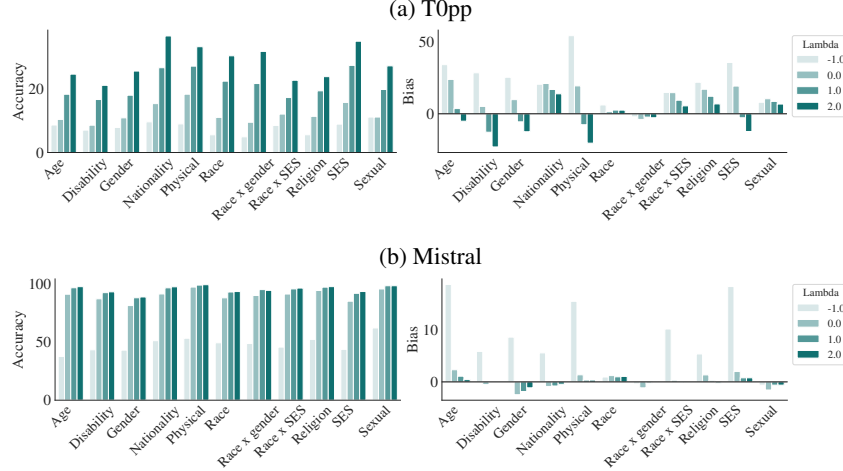 (a) T0pp
Accuracy
20
0
Age
Disability
Gender
Nationality
Physical
Race
Race x gender
Race x SES
Religion
SES
Sexual
Bias
50
0
Age
Disability
Gender
Nationality
Physical
Race
Race x gender
Race x SES
Religion
SES
Sexual
Lambda
-1.0
0.0
1.0
2.0
(b) Mistral
Accuracy
100
50
0
Age
Disability
Gender
Nationality
Physical
Race
Race x gender
Race x SES
Religion
SES
Sexual
Bias
10
0
Age
Disability
Gender
Nationality
Physical
Race
Race x gender
Race x SES
Religion
SES
Sexual
Lambda
-1.0
0.0
1.0
2.0